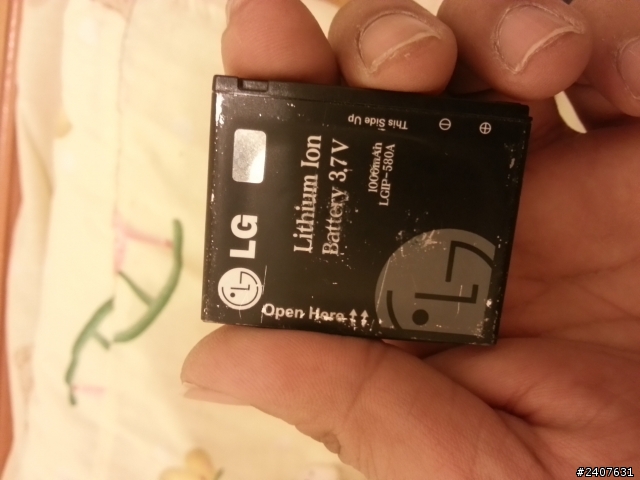 LG
Lithium Ion
Battery 3.7V
1000mAh
LGIP-580A
This Side Up
⊖ ⊕
Open Here
#2407631